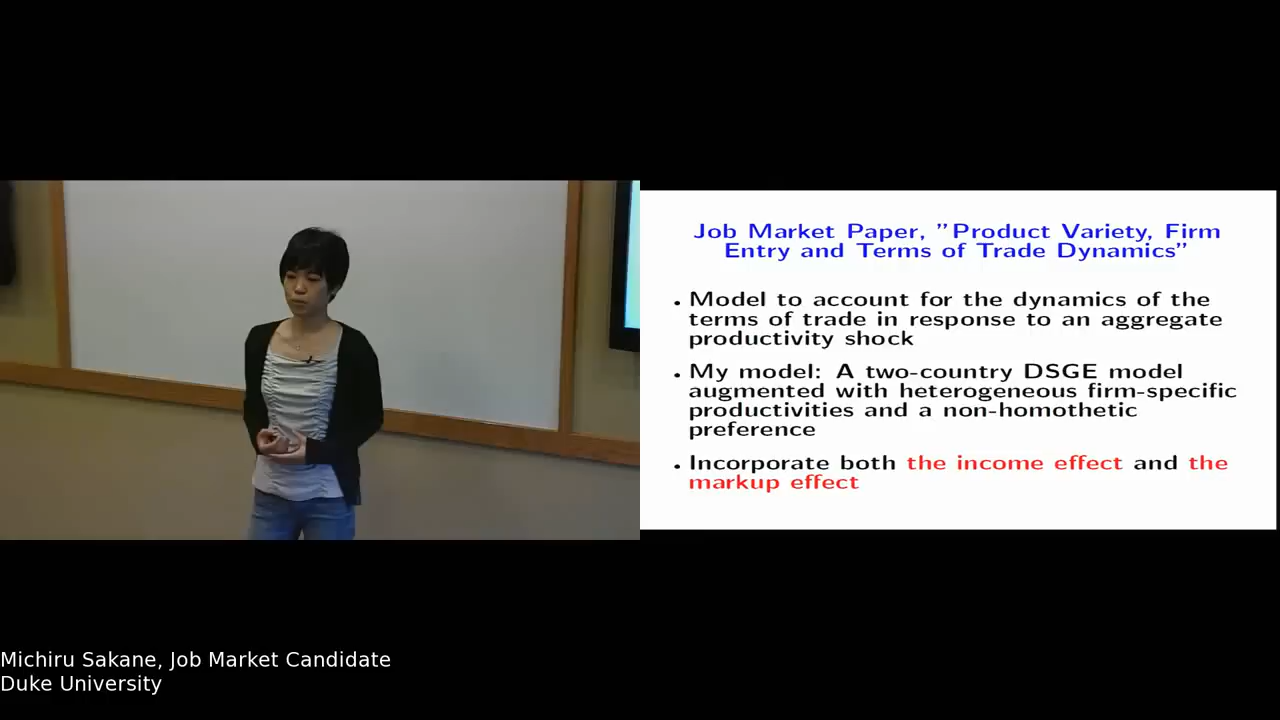 Job Market Paper, ”Product Variety, Firm
Entry and Terms of Trade Dynamics”
• Model to account for the dynamics of the
terms of trade in response to an aggregate
productivity shock
• My model: A two-country DSGE model
augmented with heterogeneous firm-specific
productivities and a non-homothetic
preference
• Incorporate both the income effect and the
markup effect
Michiru Sakane, Job Market Candidate
Duke University